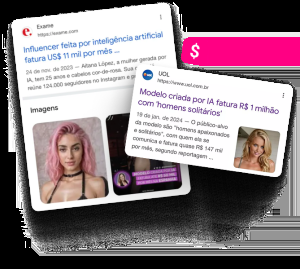 Exame
https://exame.com
Influencer feita por inteligência artificial
fatura US$ 11 mil por mês ...
24 de nov. de 2023 — Aitana López, a mulher gerada por
IA, tem 25 anos e cabelos cor-de-rosa. Sua
reúne 124.000 seguidores no Instagram e
Imagens
$
UOL
https://www.uol.com.br
Modelo criada por IA fatura R$ 1 milhão
com 'homens solitários'
18 de jan. de 2024 — O público-alvo
da modelo são "homens apaixonados
e solitários", com quem ela se
comunica e fatura quase R$ 147 mil
por mês, segundo reportagem ...